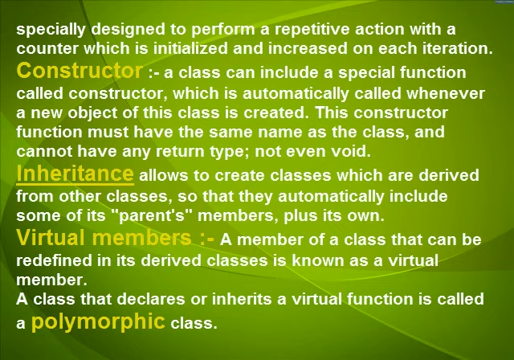 specially designed to perform a repetitive action with a
counter which is initialized and increased on each iteration.
Constructor :- a class can include a special function
called constructor, which is automatically called whenever
a new object of this class is created. This constructor
function must have the same name as the class, and
cannot have any return type; not even void.
Inheritance allows to create classes which are derived
from other classes, so that they automatically include
some of its "parent's" members, plus its own.
Virtual members :- A member of a class that can be
redefined in its derived classes is known as a virtual
member.
A class that declares or inherits a virtual function is called
a polymorphic class.